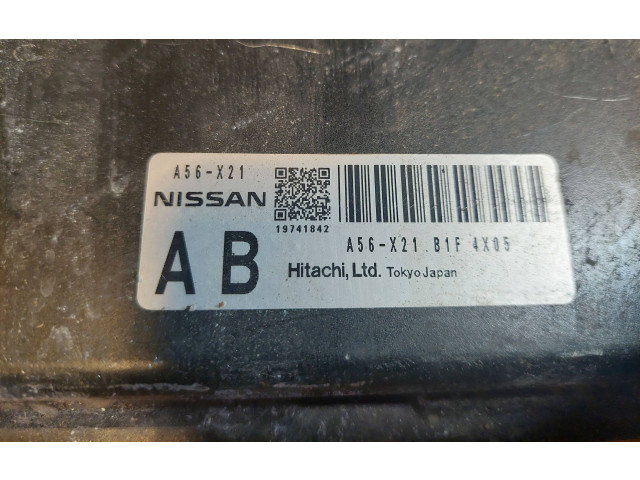 A56-X21
NISSAN
19741842
A56-X21 B1F 4X05
AB
Hitachi, Ltd. Tokyo Japan